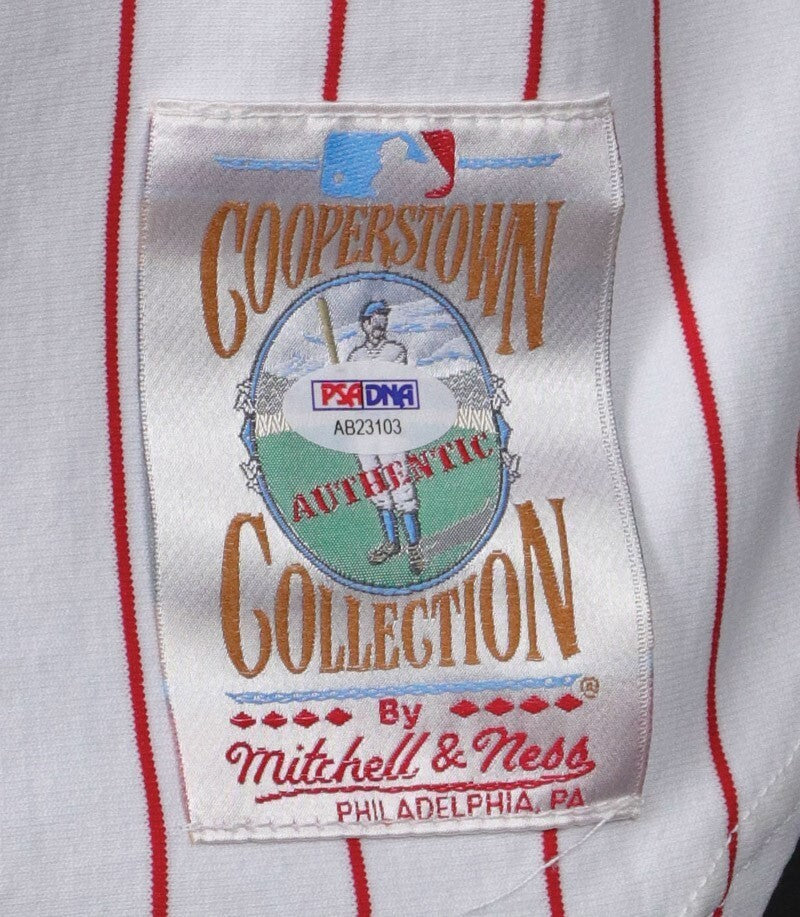 COOPERSTOWN
PSA DNA
AB23103
AUTHENTIC
COLLECTION
®
By
Mitchell & Ness
PHILADELPHIA, PA